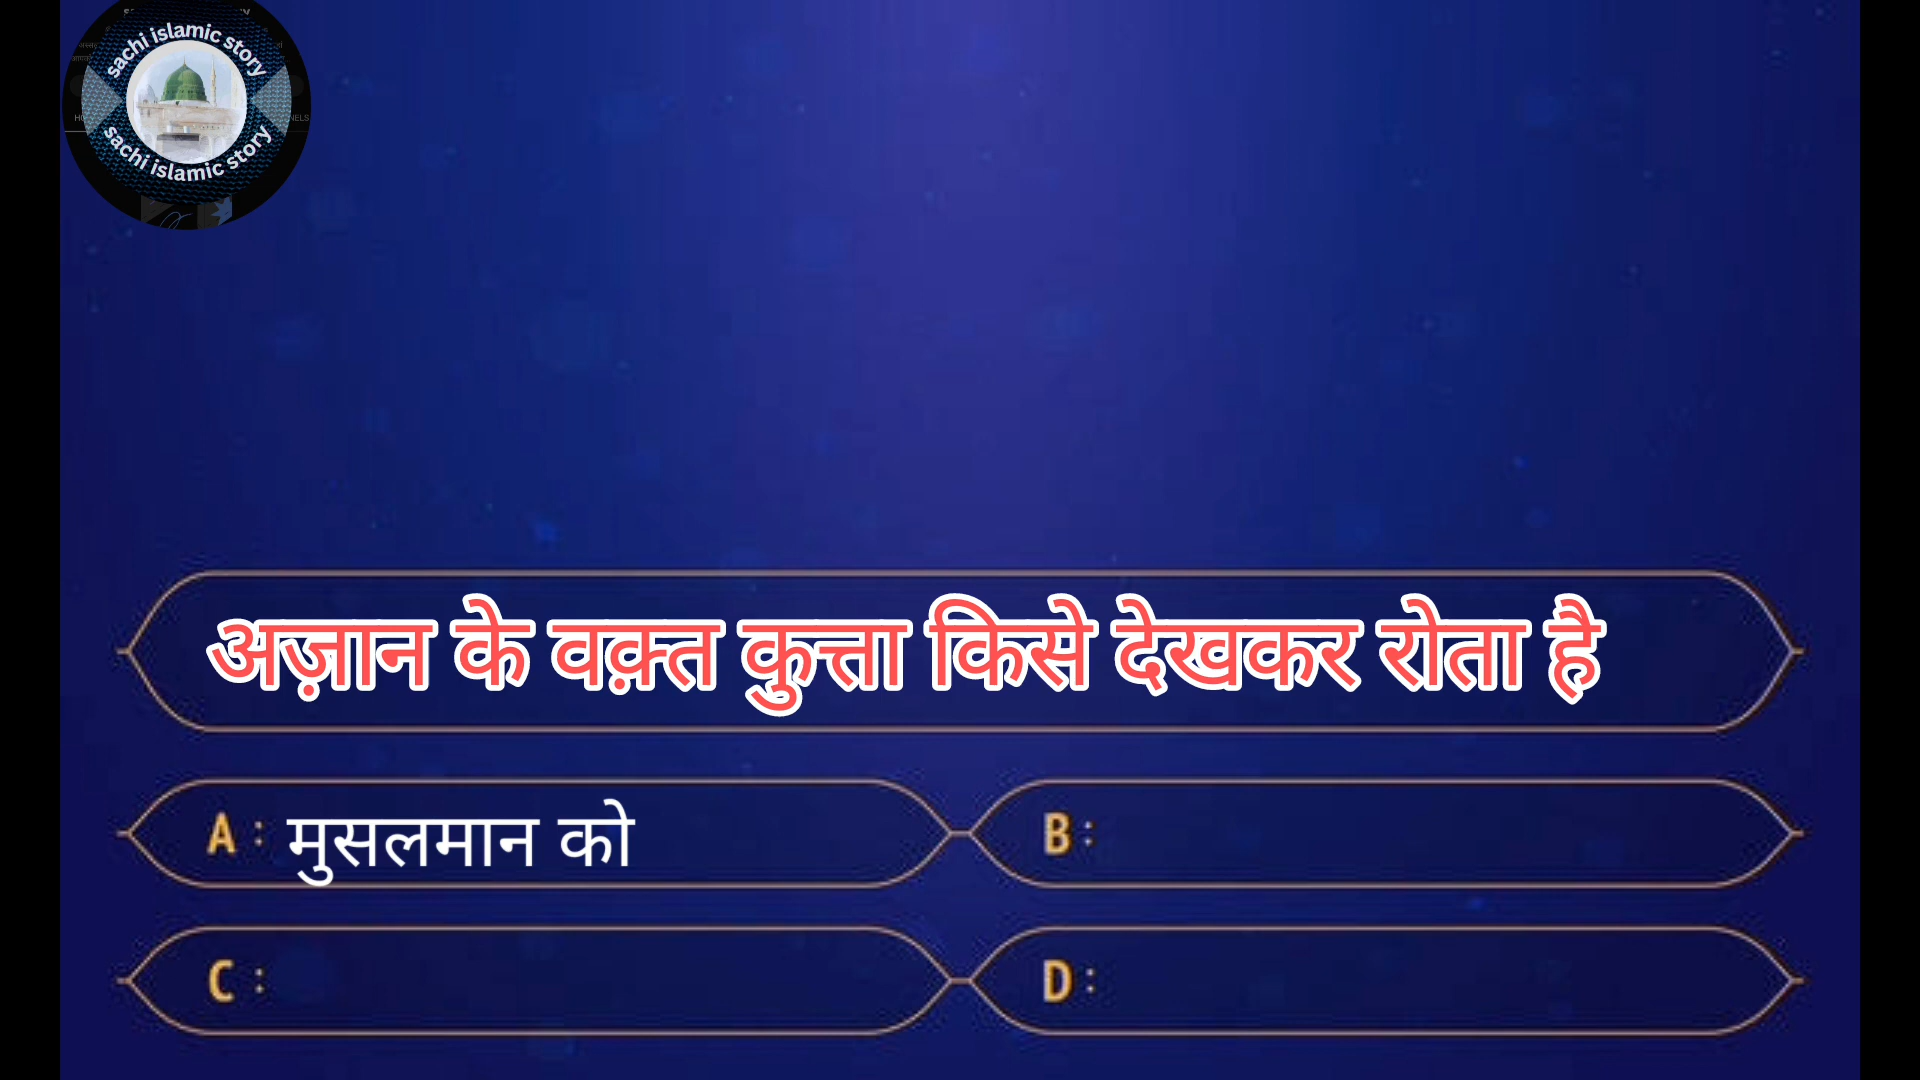 sachi islamic story
sachi islamic story
अज़ान के वक़्त कुत्ता किसे देखकर रोता है
A : मुसलमान को
B :
C :
D :